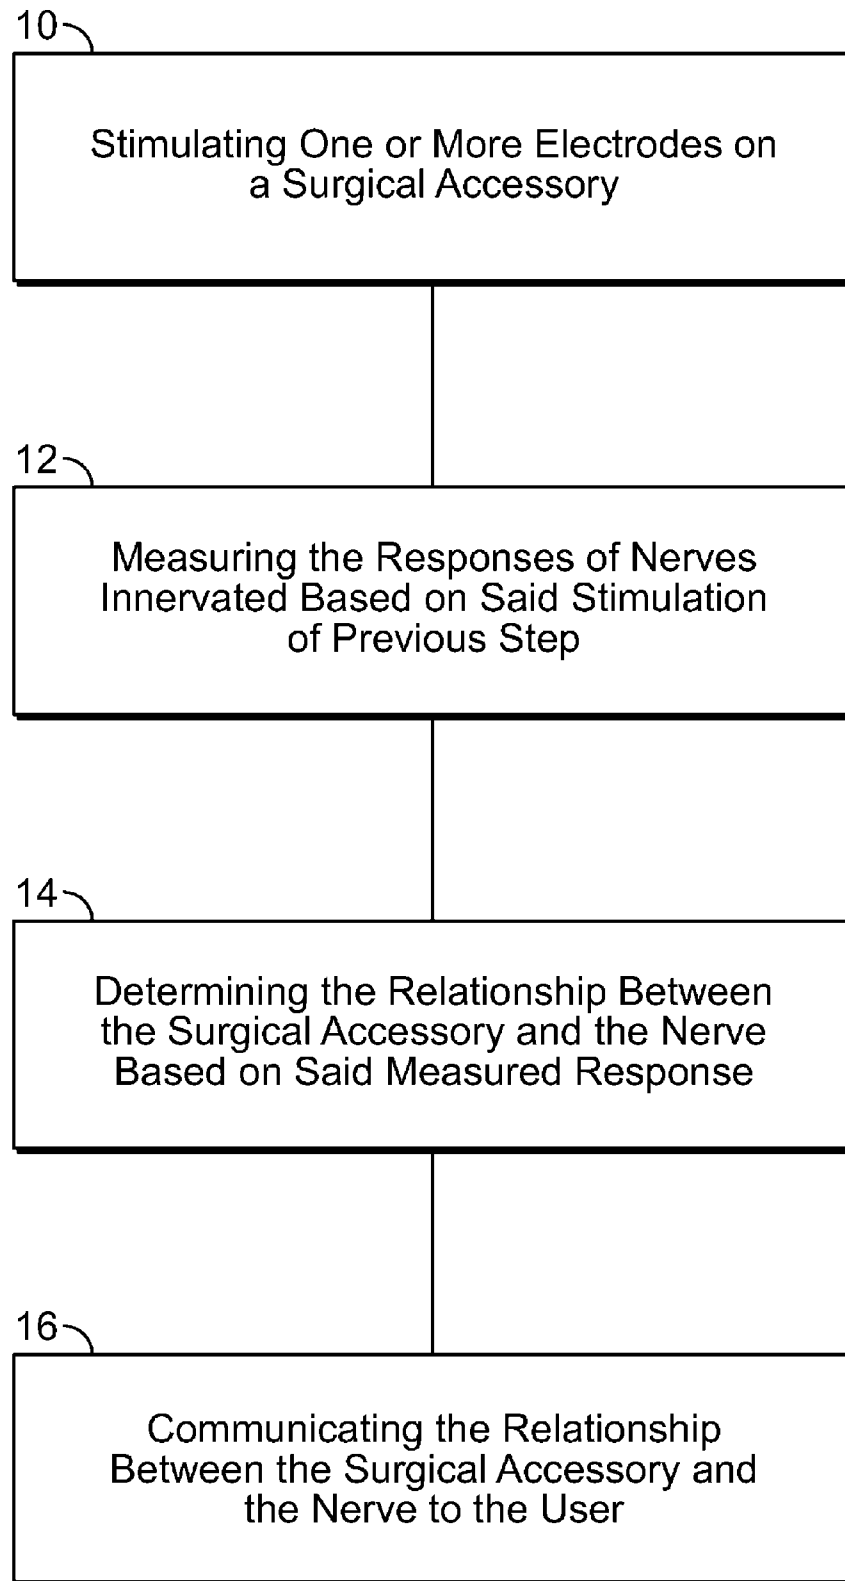 10
Stimulating One or More Electrodes on
a Surgical Accessory
12
Measuring the Responses of Nerves
Innervated Based on Said Stimulation
of Previous Step
14
Determining the Relationship Between
the Surgical Accessory and the Nerve
Based on Said Measured Response
16
Communicating the Relationship
Between the Surgical Accessory and
the Nerve to the User